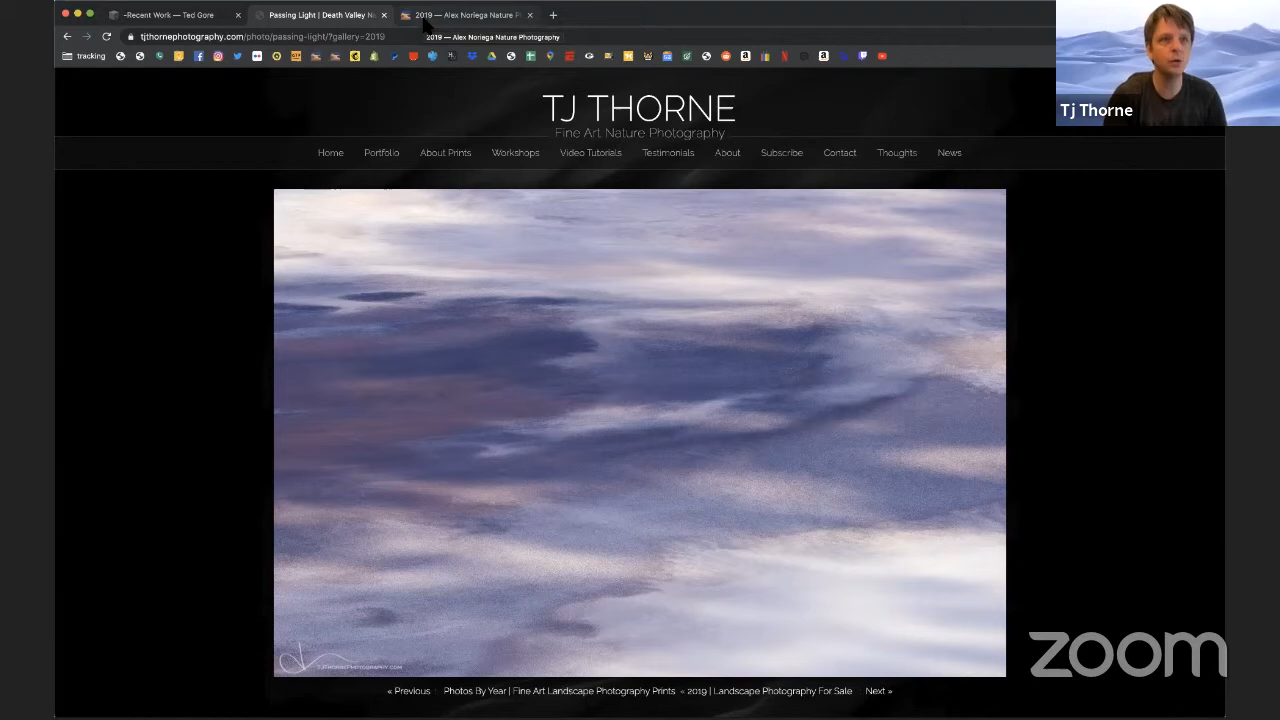 -Recent Work — Ted Gore
Passing Light | Death Valley N
2019 — Alex Noriega Nature P
tjthornephotography.com/photo/passing-light/?gallery=2019
2019 — Alex Noriega Nature Photography
tracking
Tj Thorne
TJ THORNE
Fine Art Nature Photography
Home Portfolio About Prints Workshops Video Tutorials Testimonials About Subscribe Contact Thoughts News
TJTHORNEPHOTOGRAPHY.COM
zoom
« Previous Photos By Year | Fine Art Landscape Photography Prints « 2019 | Landscape Photography For Sale Next »